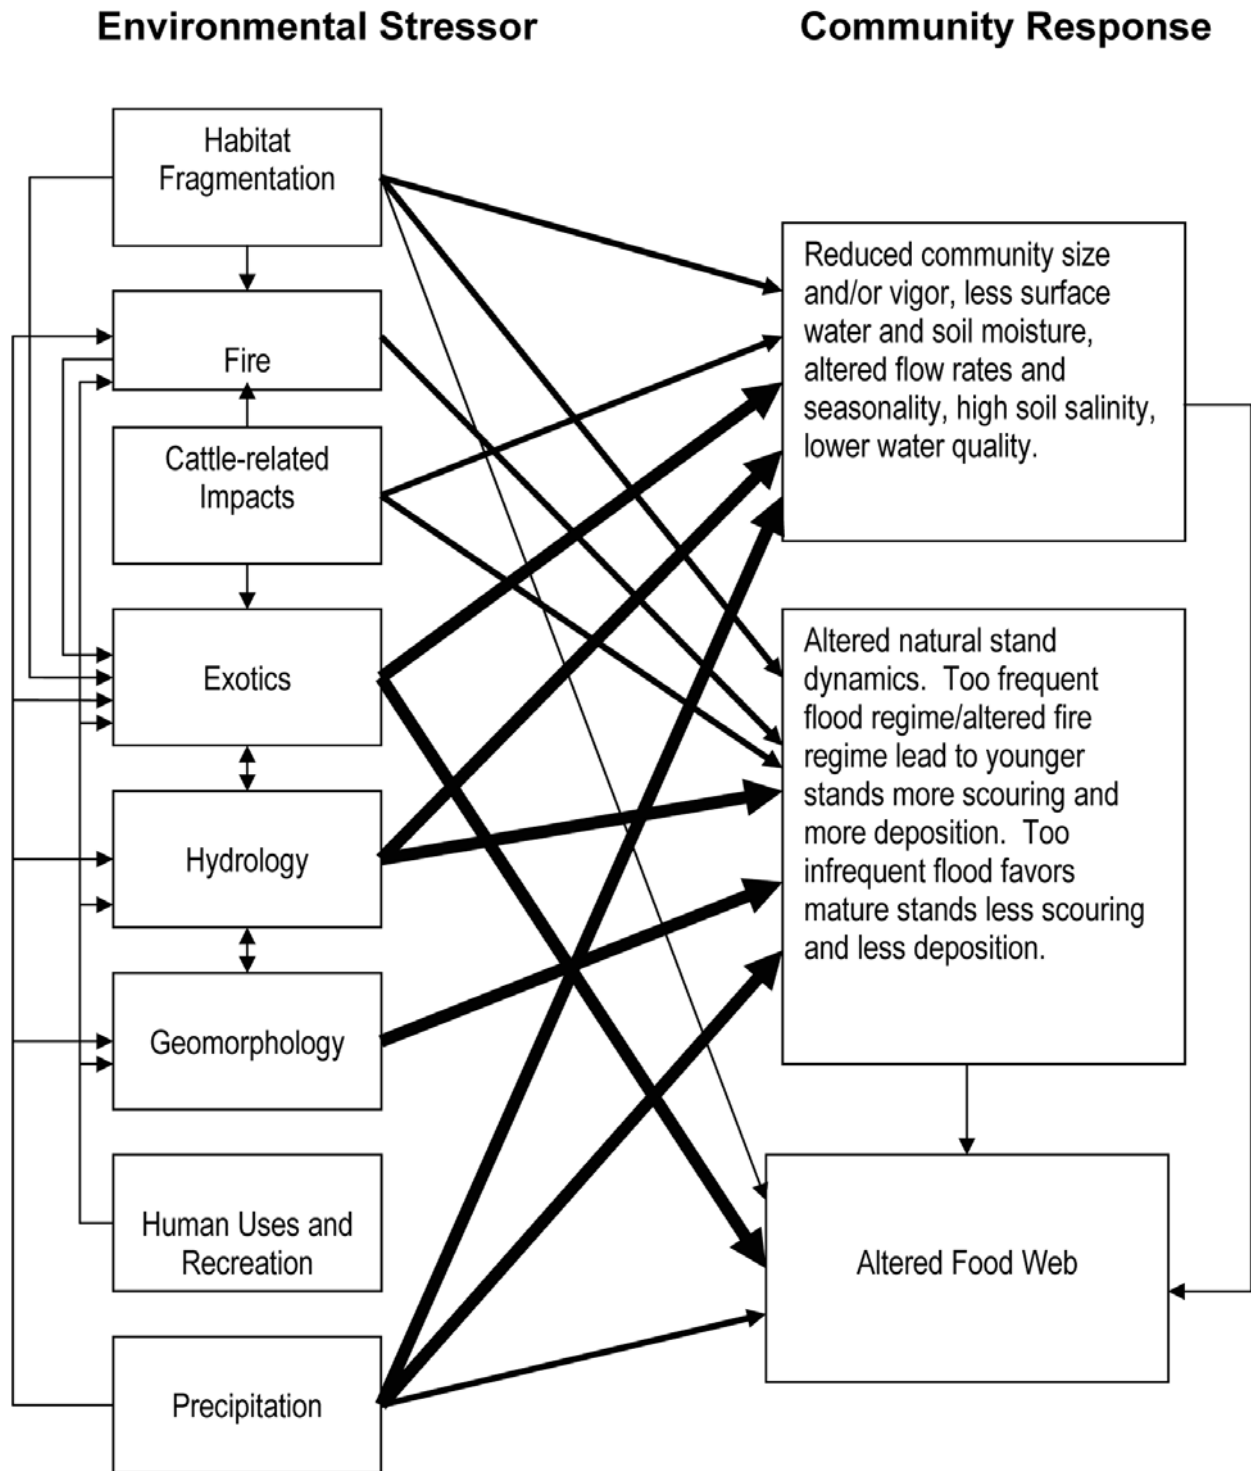 Environmental Stressor
Community Response
Habitat
Fragmentation
Fire
Cattle-related
Impacts
Exotics
Hydrology
Geomorphology
Human Uses and
Recreation
Precipitation
Reduced community size
and/or vigor, less surface
water and soil moisture,
altered flow rates and
seasonality, high soil salinity,
lower water quality.
Altered natural stand
dynamics.  Too frequent
flood regime/altered fire
regime lead to younger
stands more scouring and
more deposition.  Too
infrequent flood favors
mature stands less scouring
and less deposition.
Altered Food Web